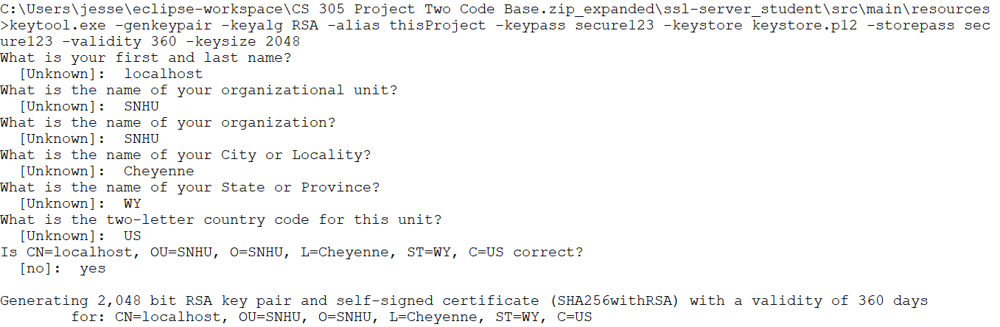 C:\Users\jesse\eclipse-workspace\CS 305 Project Two Code Base.zip_expanded\ssl-server_student\src\main\resources
>keytool.exe -genkeypair -keyalg RSA -alias thisProject -keypass secure123 -keystore keystore.p12 -storepass sec
ure123 -validity 360 -keysize 2048
What is your first and last name?
  [Unknown]:  localhost
What is the name of your organizational unit?
  [Unknown]:  SNHU
What is the name of your organization?
  [Unknown]:  SNHU
What is the name of your City or Locality?
  [Unknown]:  Cheyenne
What is the name of your State or Province?
  [Unknown]:  WY
What is the two-letter country code for this unit?
  [Unknown]:  US
Is CN=localhost, OU=SNHU, O=SNHU, L=Cheyenne, ST=WY, C=US correct?
  [no]:  yes

Generating 2,048 bit RSA key pair and self-signed certificate (SHA256withRSA) with a validity of 360 days
        for: CN=localhost, OU=SNHU, O=SNHU, L=Cheyenne, ST=WY, C=US